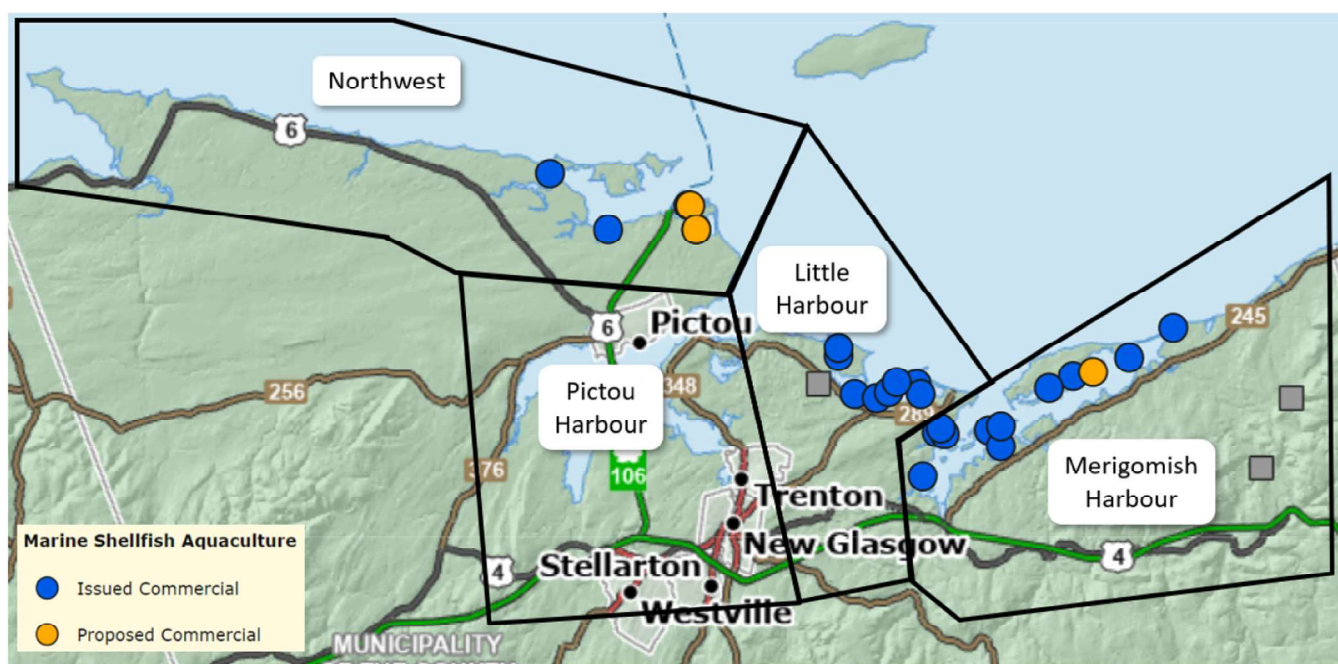 Northwest
6
Little
Harbour
6
Pictou
245
348
256
Pictou
Harbour
289
376
106
Merigomish
Harbour
Trenton
New Glasgow
4
Marine Shellfish Aquaculture
Issued Commercial
Proposed Commercial
4
Stellarton
Westville
MUNICIPALITY